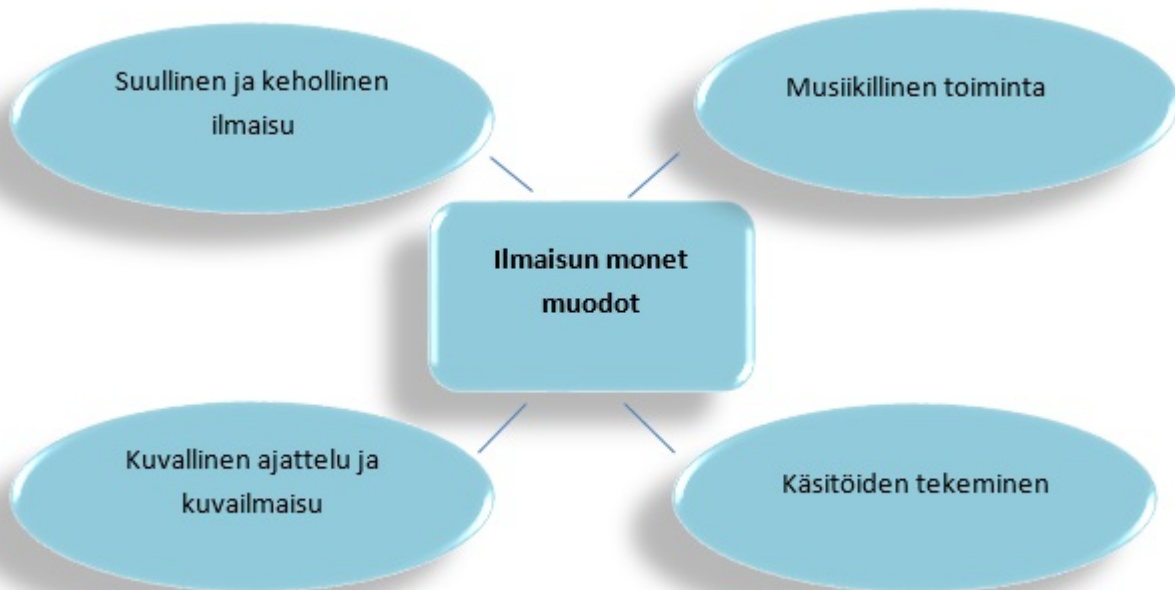 Suullinen ja kehollinen
ilmaisu
Musiikillinen toiminta
Ilmaisun monet
muodot
Kuvallinen ajattelu ja
kuvailmaisu
Käsitöiden tekeminen